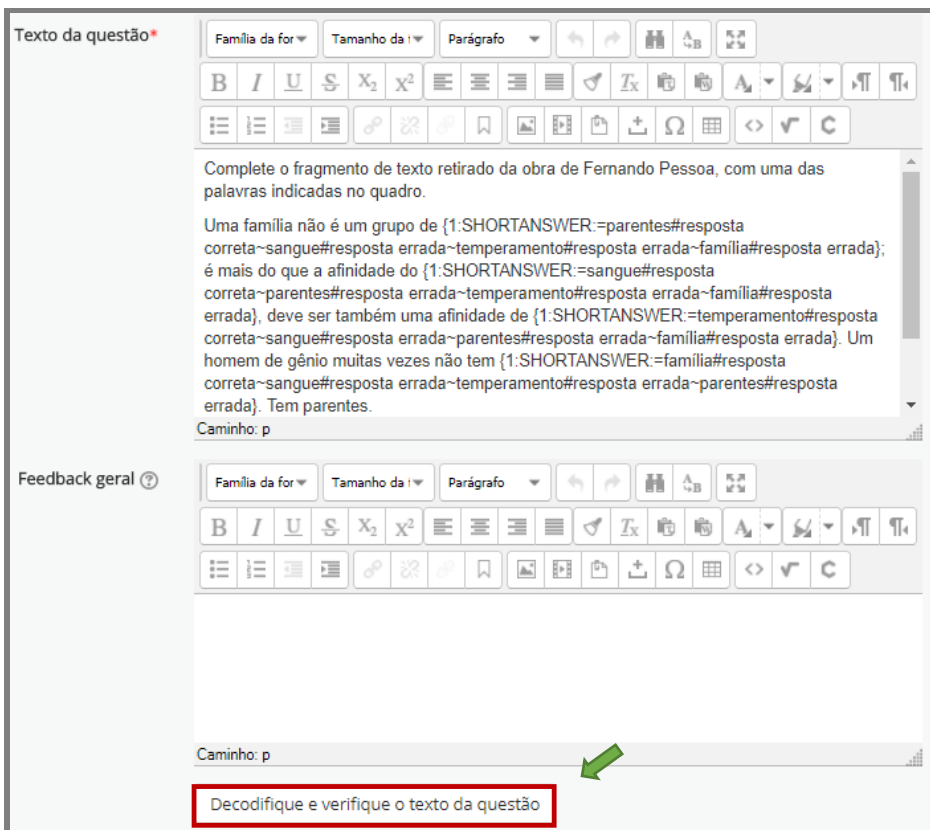 Texto da questão*
Família da for
Tamanho da f
Parágrafo
B I U S X₂ X²
Complete o fragmento de texto retirado da obra de Fernando Pessoa, com uma das
palavras indicadas no quadro.
Uma família não é um grupo de {1:SHORTANSWER:=parentes#resposta
correta~sangue#resposta errada~temperamento#resposta errada~família#resposta errada};
é mais do que a afinidade do {1:SHORTANSWER:=sangue#resposta
correta~parentes#resposta errada~temperamento#resposta errada~família#resposta
errada}, deve ser também uma afinidade de {1:SHORTANSWER:=temperamento#resposta
correta~sangue#resposta errada~parentes#resposta errada~família#resposta errada}. Um
homem de gênio muitas vezes não tem {1:SHORTANSWER:=família#resposta
correta~sangue#resposta errada~temperamento#resposta errada~parentes#resposta
errada}. Tem parentes.
Caminho: p
Feedback geral
Família da for
Tamanho da f
Parágrafo
B I U S X₂ X²
Caminho: p
Decodifique e verifique o texto da questão